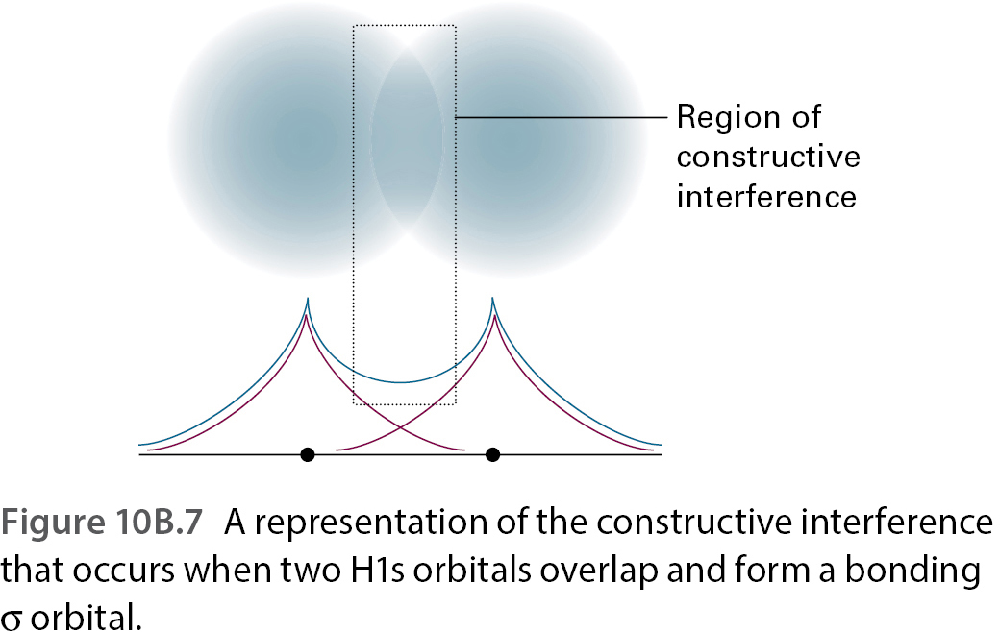 Region of
constructive
interference
Figure 10B.7 A representation of the constructive interference
that occurs when two H1s orbitals overlap and form a bonding
σ orbital.